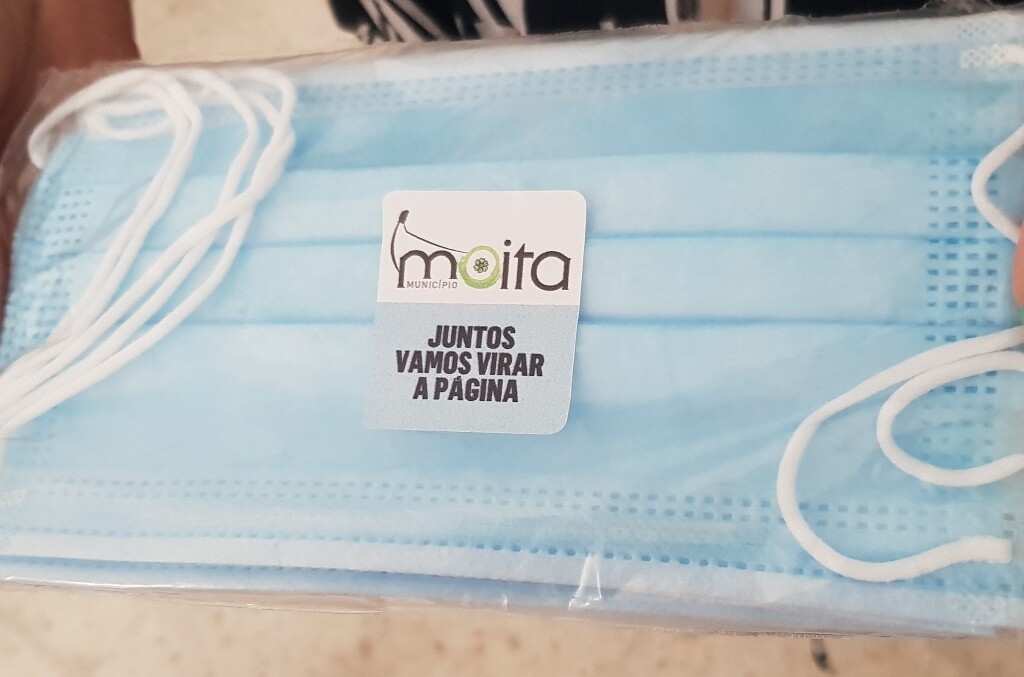 moita
MUNICÍPIO
JUNTOS
VAMOS VIRAR
A PÁGINA